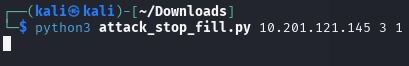 ┌──(kali㉿kali)-[~/Downloads]
└─$ python3 attack_stop_fill.py 10.201.121.145 3 1